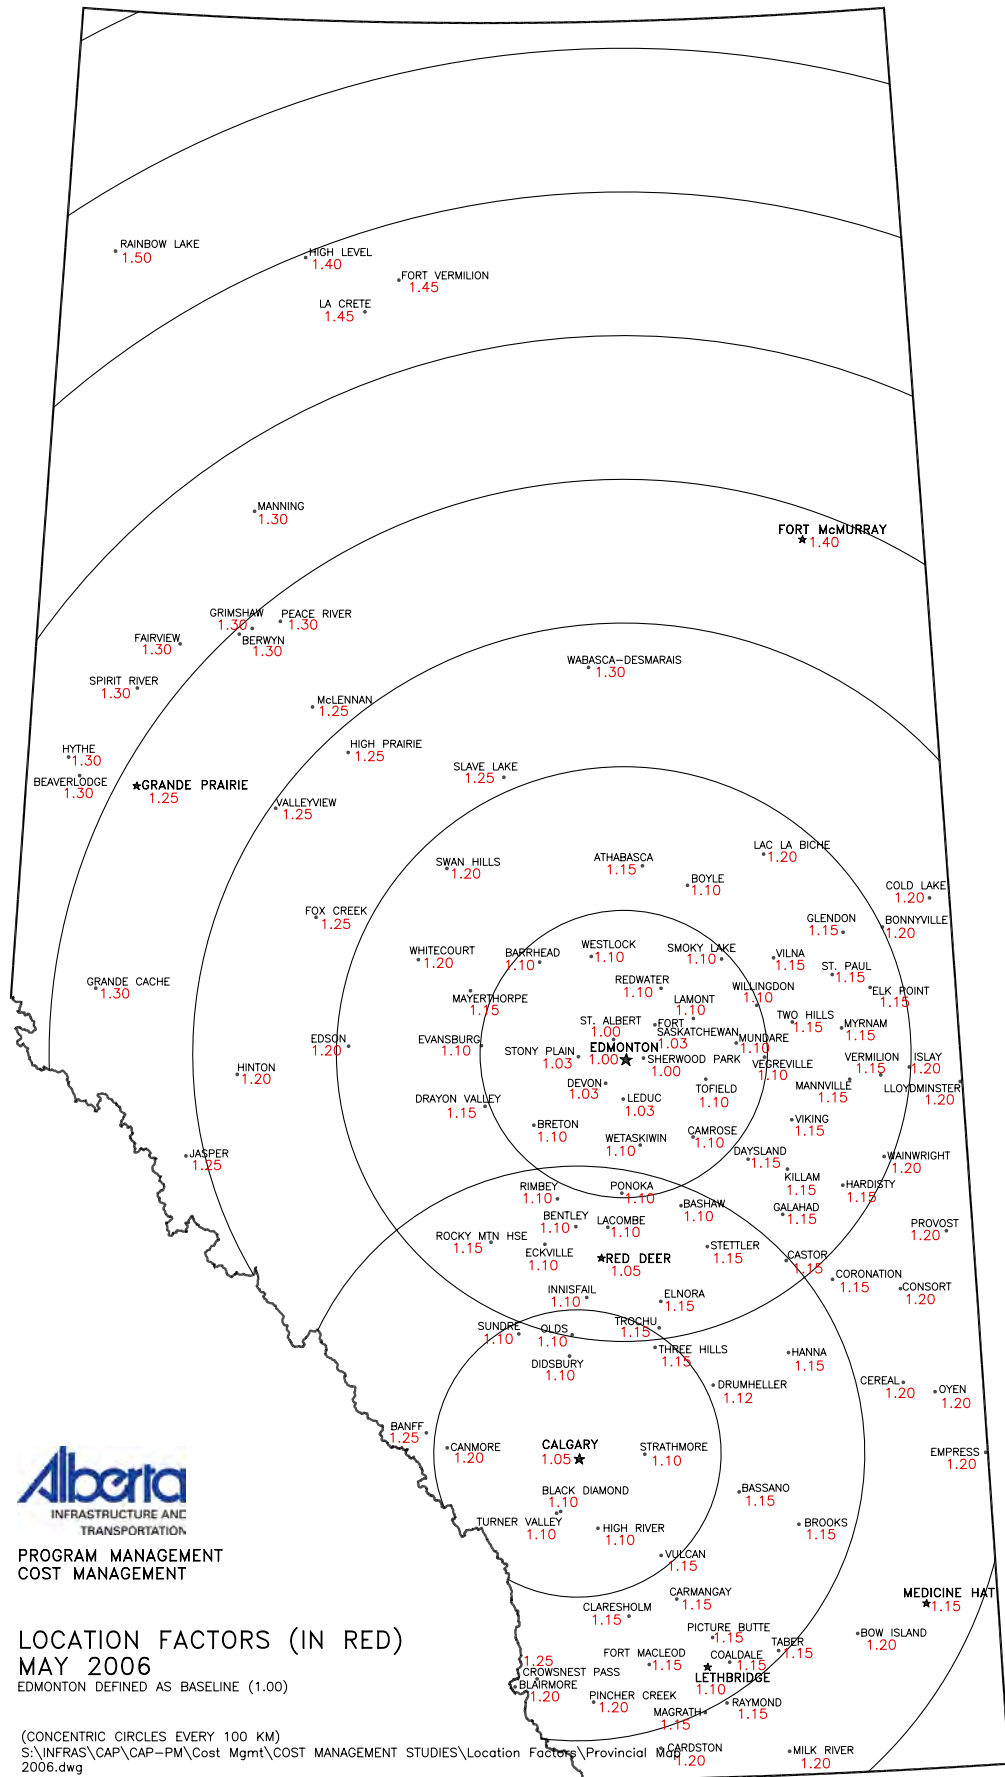 RAINBOW LAKE
1.50
HIGH LEVEL
1.40
FORT VERMILION
1.45
LA CRETE
1.45
MANNING
1.30
FORT McMURRAY
1.40
GRIMSHAW
1.30
PEACE RIVER
1.30
FAIRVIEW
1.30
BERWYN
1.30
WABASCA-DESMARAIS
1.30
SPIRIT RIVER
1.30
McLENNAN
1.25
HYTHE
1.30
HIGH PRAIRIE
1.25
BEAVERLODGE
1.30
GRANDE PRAIRIE
1.25
SLAVE LAKE
1.25
VALLEYVIEW
1.25
SWAN HILLS
1.20
ATHABASCA
1.15
LAC LA BICHE
1.20
BOYLE
1.10
COLD LAKE
1.20
FOX CREEK
1.25
GLENDON
1.15
BONNYVILLE
1.20
WHITECOURT
1.20
BARRHEAD
1.10
WESTLOCK
1.10
SMOKY LAKE
1.10
VILNA
1.15
ST. PAUL
1.15
GRANDE CACHE
1.30
MAYERTHORPE
1.15
REDWATER
1.10
LAMONT
1.10
WILLINGDON
1.10
ELK POINT
1.15
ST. ALBERT
1.00
FORT
SASKATCHEWAN
1.03
TWO HILLS
1.15
MYRNAM
1.15
EDSON
1.20
EVANSBURG
1.10
STONY PLAIN
1.03
EDMONTON
1.00
SHERWOOD PARK
1.00
MUNDARE
1.10
VEGREVILLE
1.10
VERMILION
1.15
ISLAY
1.20
HINTON
1.20
DEVON
1.03
LEDUC
1.03
TOFIELD
1.10
MANNVILLE
1.15
LLOYDMINSTER
1.20
DRAYON VALLEY
1.15
BRETON
1.10
WETASKIWIN
1.10
CAMROSE
1.10
VIKING
1.15
JASPER
1.25
DAYSLAND
1.15
KILLAM
1.15
WAINWRIGHT
1.20
RIMBEY
1.10
PONOKA
1.10
BASHAW
1.10
HARDISTY
1.15
BENTLEY
1.10
LACOMBE
1.10
GALAHAD
1.15
PROVOST
1.20
ROCKY MTN HSE
1.15
ECKVILLE
1.10
RED DEER
1.05
STETTLER
1.15
CASTOR
1.15
INNISFAIL
1.10
ELNORA
1.15
CORONATION
1.15
CONSORT
1.20
SUNDRE
1.10
OLDS
1.10
TROCHU
1.15
DIDSBURY
1.10
THREE HILLS
1.15
HANNA
1.15
DRUMHELLER
1.12
CEREAL
1.20
OYEN
1.20
BANFF
1.25
CANMORE
1.20
CALGARY
1.05
STRATHMORE
1.10
EMPRESS
1.20
BLACK DIAMOND
1.10
BASSANO
1.15
TURNER VALLEY
1.10
HIGH RIVER
1.10
BROOKS
1.15
VULCAN
1.15
CARMANGAY
1.15
MEDICINE HAT
1.15
CLARESHOLM
1.15
PICTURE BUTTE
1.15
BOW ISLAND
1.20
FORT MACLEOD
1.15
COALDALE
1.15
TABER
1.15
1.25
CROWSNEST PASS
BLAIRMORE
1.20
LETHBRIDGE
1.10
PINCHER CREEK
1.20
MAGRATH
1.15
RAYMOND
1.15
CARDSTON
1.20
MILK RIVER
1.20
Alberta
INFRASTRUCTURE AND
TRANSPORTATION
PROGRAM MANAGEMENT
COST MANAGEMENT
LOCATION FACTORS (IN RED)
MAY 2006
EDMONTON DEFINED AS BASELINE (1.00)
(CONCENTRIC CIRCLES EVERY 100 KM)
S:\INFRAS\CAP\CAP-PM\Cost Mgmt\COST MANAGEMENT STUDIES\Location Factors\Provincial Map
2006.dwg